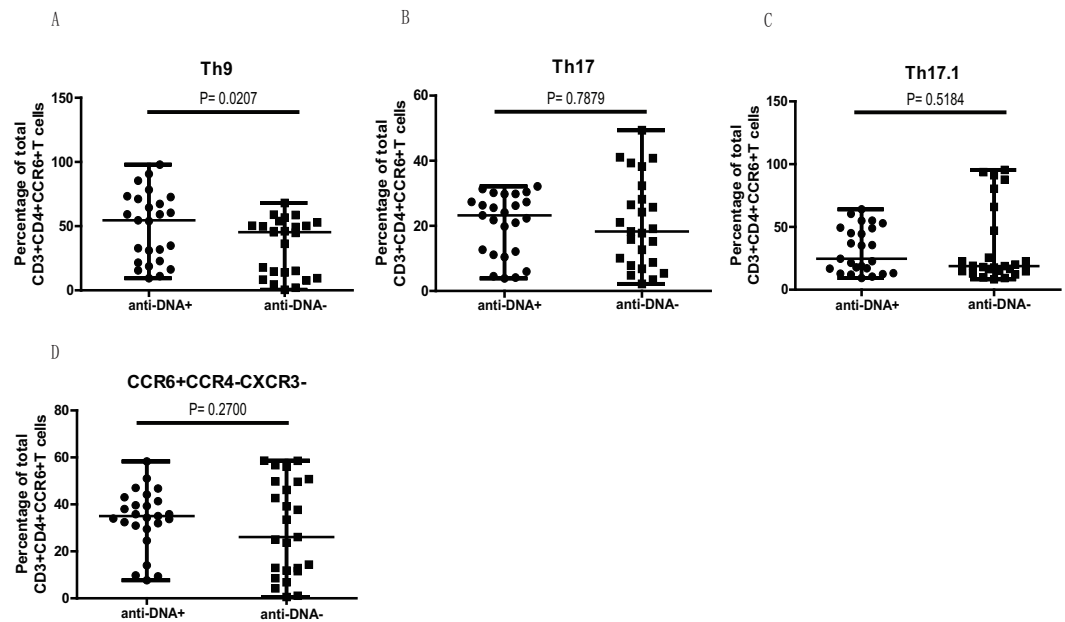 A
Th9
P= 0.0207
Percentage of total
CD3+CD4+CCR6+T cells
150
100
50
0
anti-DNA+
anti-DNA-
B
Th17
P= 0.7879
Percentage of total
CD3+CD4+CCR6+T cells
60
40
20
0
anti-DNA+
anti-DNA-
C
Th17.1
P= 0.5184
Percentage of total
CD3+CD4+CCR6+T cells
150
100
50
0
anti-DNA+
anti-DNA-
D
CCR6+CCR4-CXCR3-
P= 0.2700
Percentage of total
CD3+CD4+CCR6+T cells
80
60
40
20
0
anti-DNA+
anti-DNA-